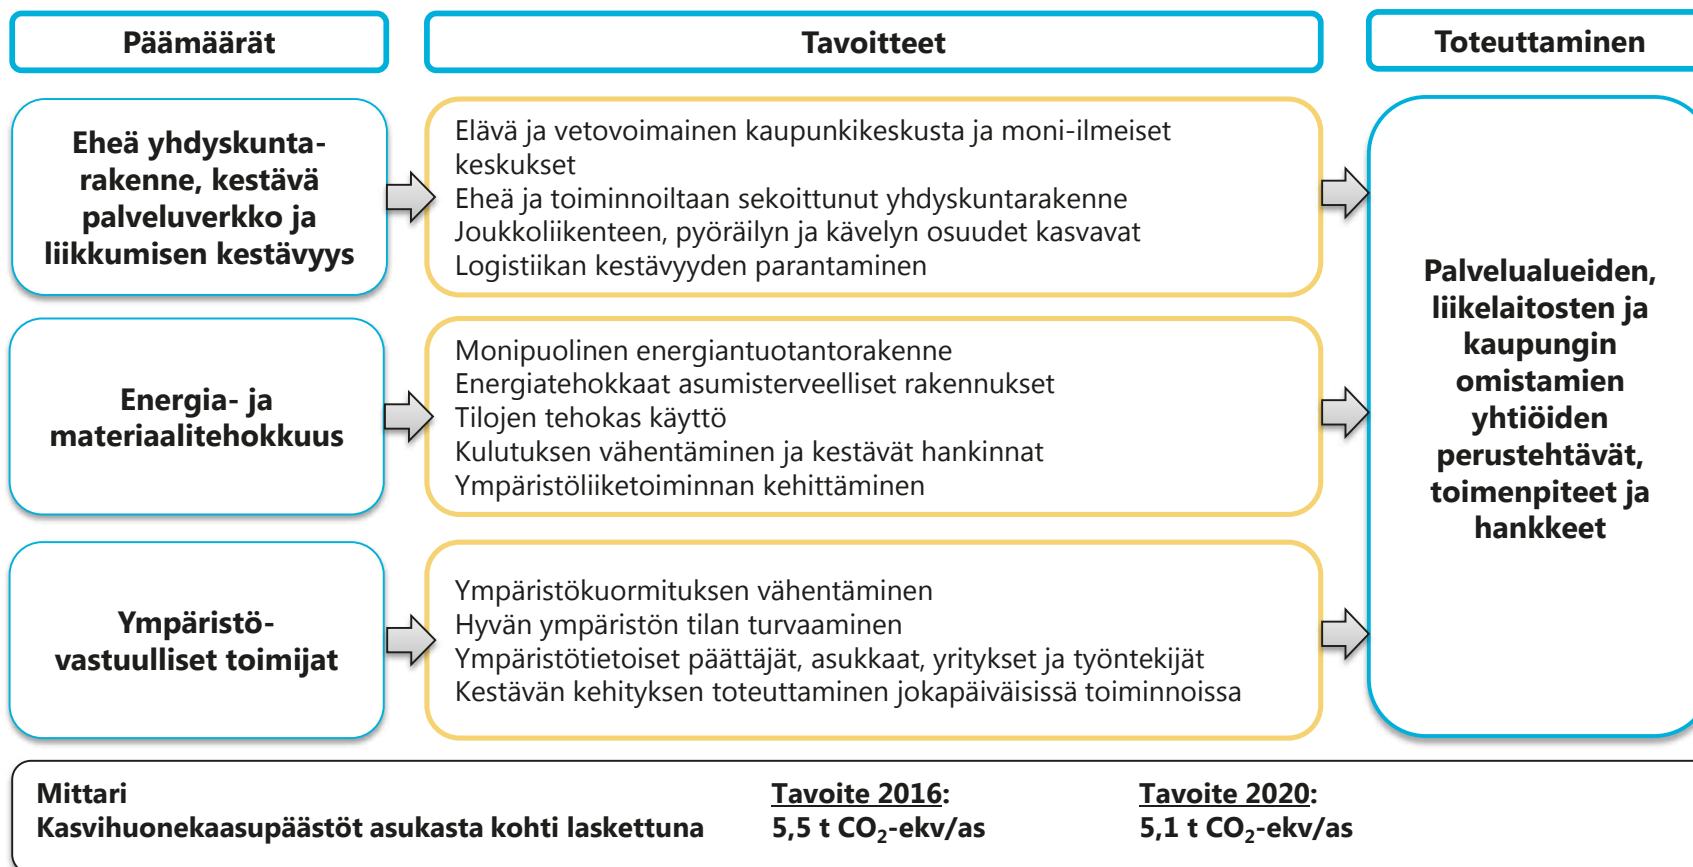 Päämäärät
Tavoitteet
Toteuttaminen
Eheä yhdyskunta-
rakenne, kestävä
palveluverkko ja
liikkumisen kestävyys
Elävä ja vetovoimainen kaupunkikeskusta ja moni-ilmeiset
keskukset
Eheä ja toiminnoiltaan sekoittunut yhdyskuntarakenne
Joukkoliikenteen, pyöräilyn ja kävelyn osuudet kasvavat
Logistiikan kestävyyden parantaminen
Energia- ja
materiaalitehokkuus
Monipuolinen energiantuotantorakenne
Energiatehokkaat asumisterveelliset rakennukset
Tilojen tehokas käyttö
Kulutuksen vähentäminen ja kestävät hankinnat
Ympäristöliiketoiminnan kehittäminen
Ympäristö-
vastuulliset toimijat
Ympäristökuormituksen vähentäminen
Hyvän ympäristön tilan turvaaminen
Ympäristötietoiset päättäjät, asukkaat, yritykset ja työntekijät
Kestävän kehityksen toteuttaminen jokapäiväisissä toiminnoissa
Palvelualueiden,
liikelaitosten ja
kaupungin
omistamien
yhtiöiden
perustehtävät,
toimenpiteet ja
hankkeet
Mittari
Kasvihuonekaasupäästöt asukasta kohti laskettuna
Tavoite 2016:
5,5 t CO₂-ekv/as
Tavoite 2020:
5,1 t CO₂-ekv/as